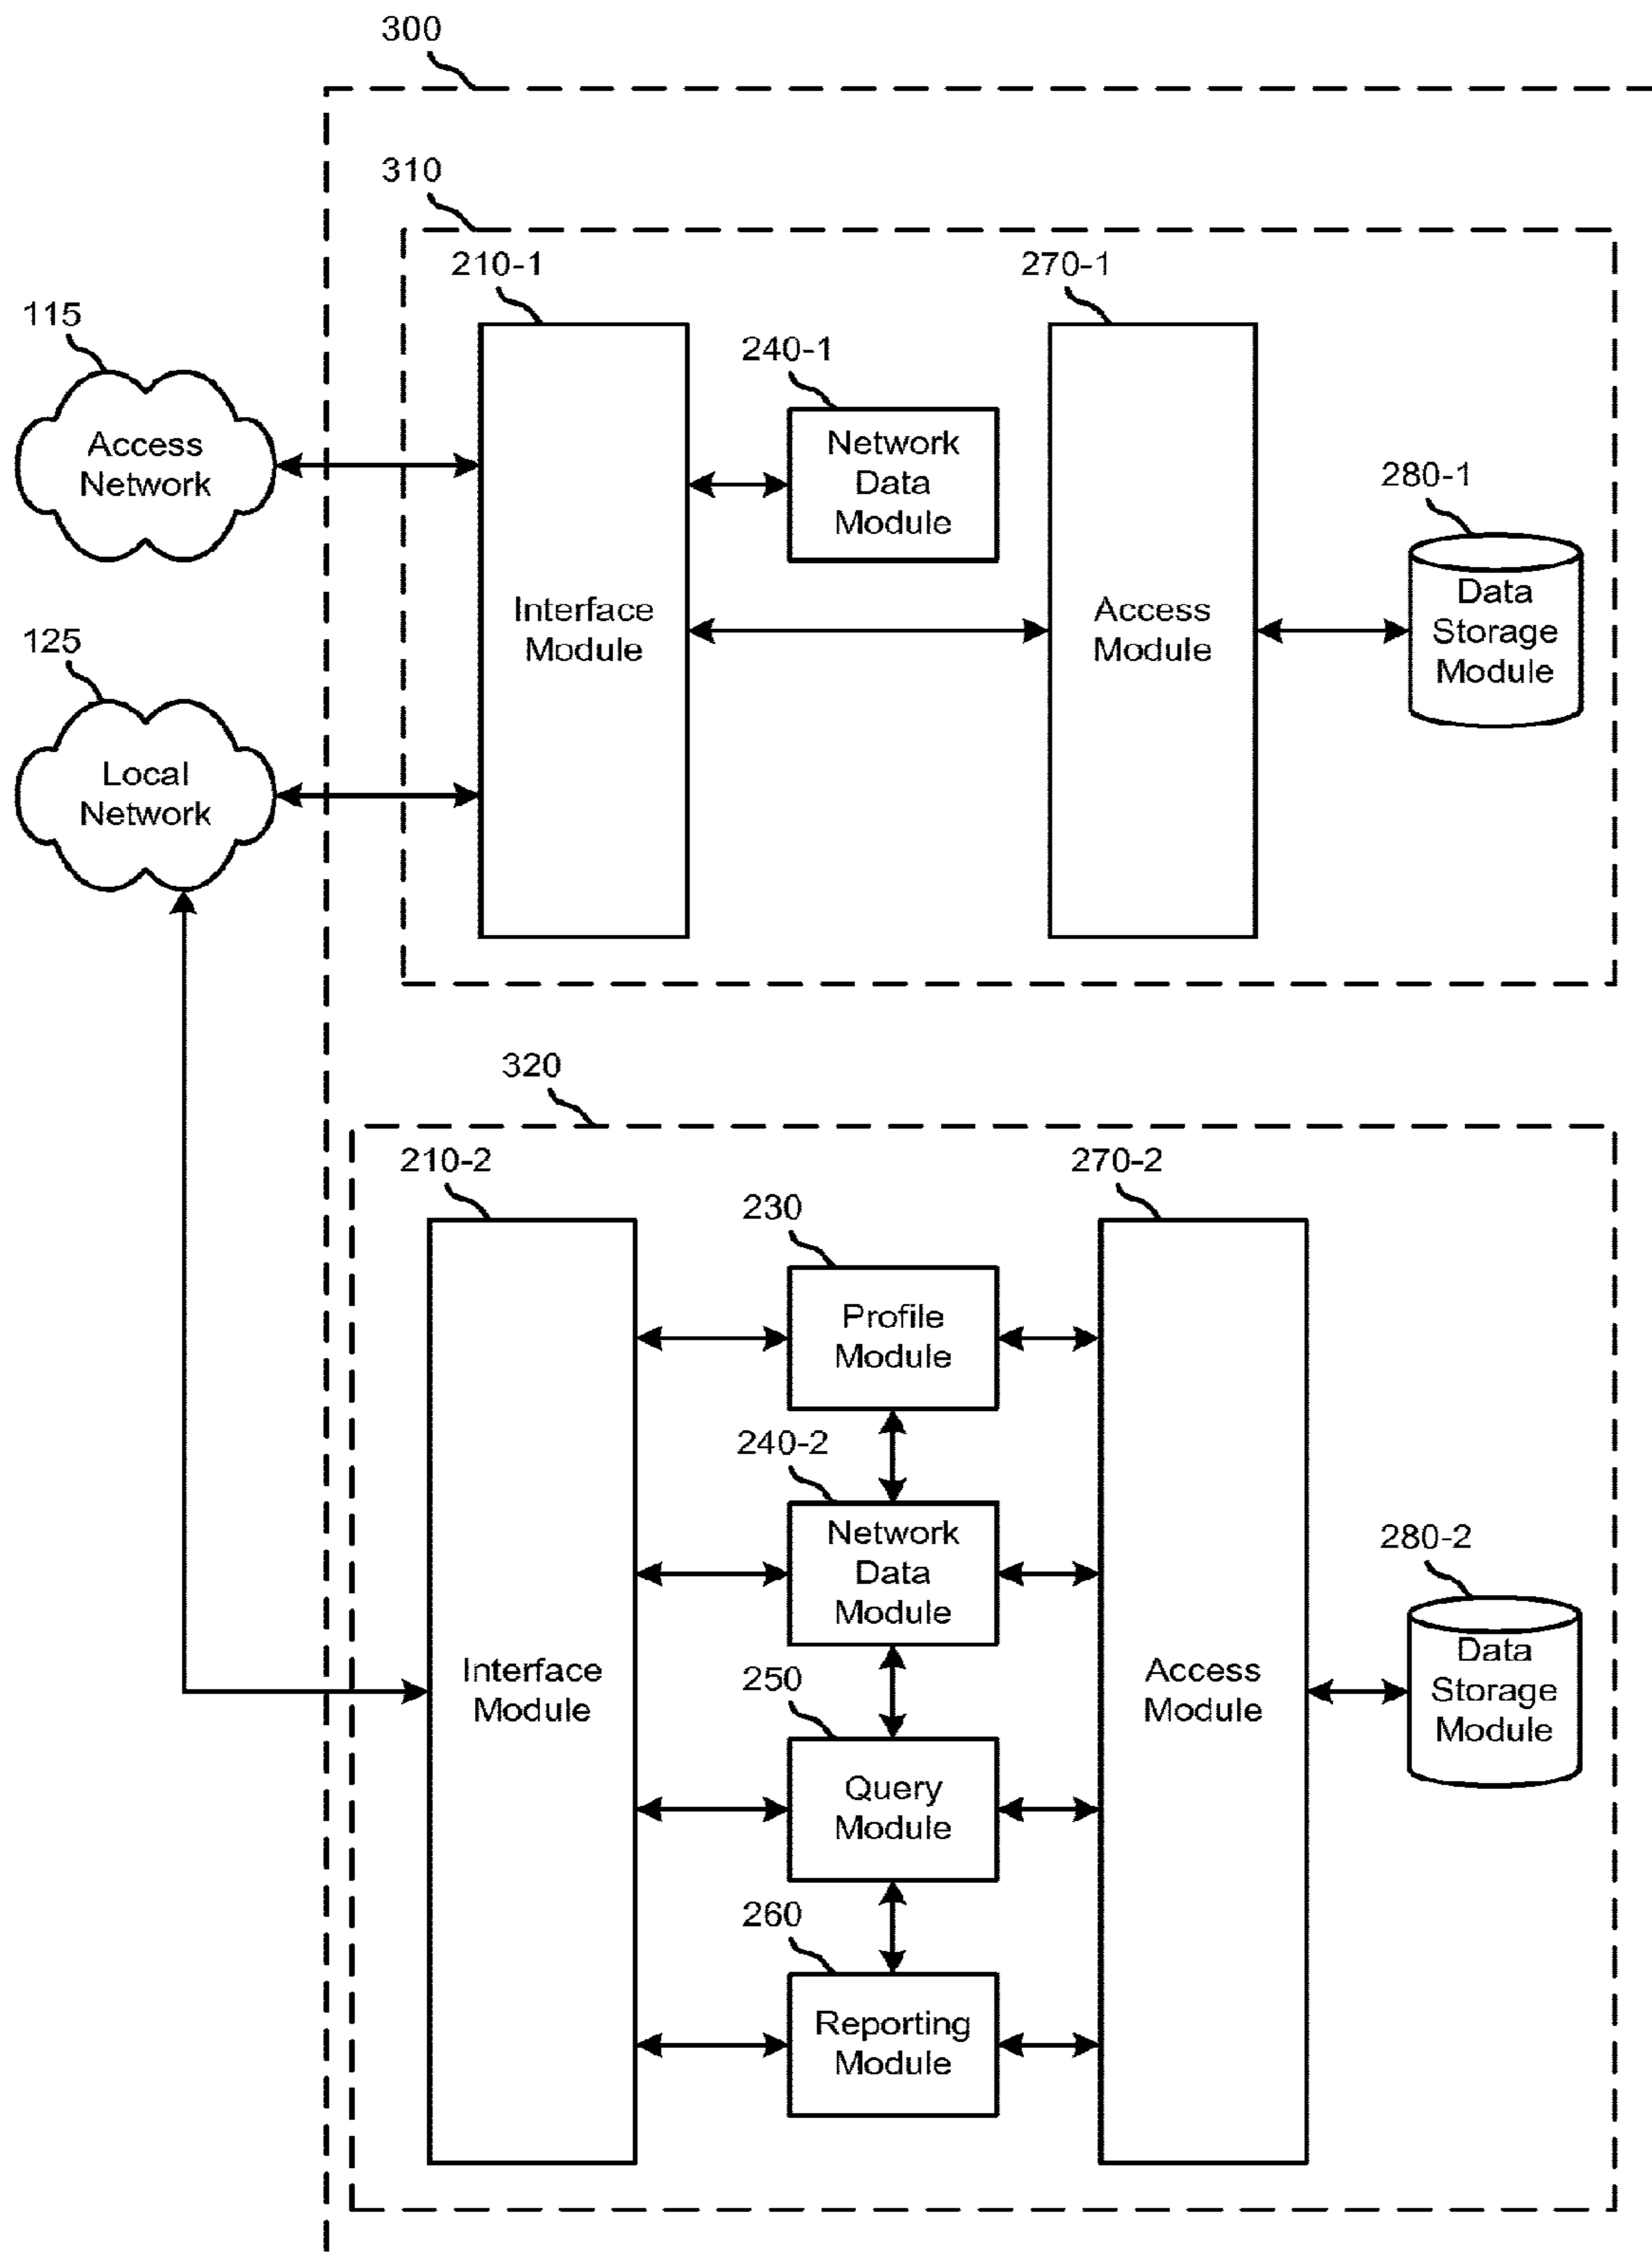 300
310
210-1
270-1
115
240-1
Access
Network
Network
Data
Module
280-1
Data
Storage
Module
Interface
Module
Access
Module
125
Local
Network
320
210-2
270-2
230
Profile
Module
240-2
Network
Data
Module
280-2
Data
Storage
Module
Interface
Module
Access
Module
250
Query
Module
260
Reporting
Module